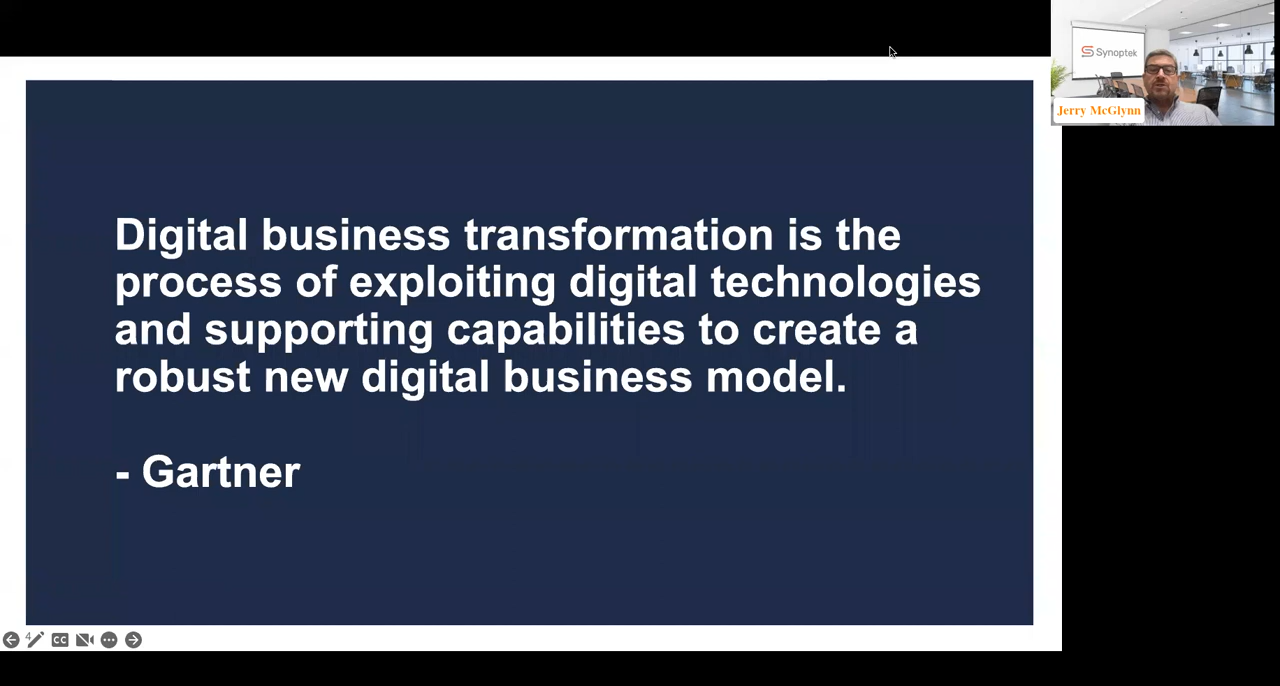 Synoptek
Jerry McGlynn
Digital business transformation is the
process of exploiting digital technologies
and supporting capabilities to create a
robust new digital business model.
- Gartner
4
CC